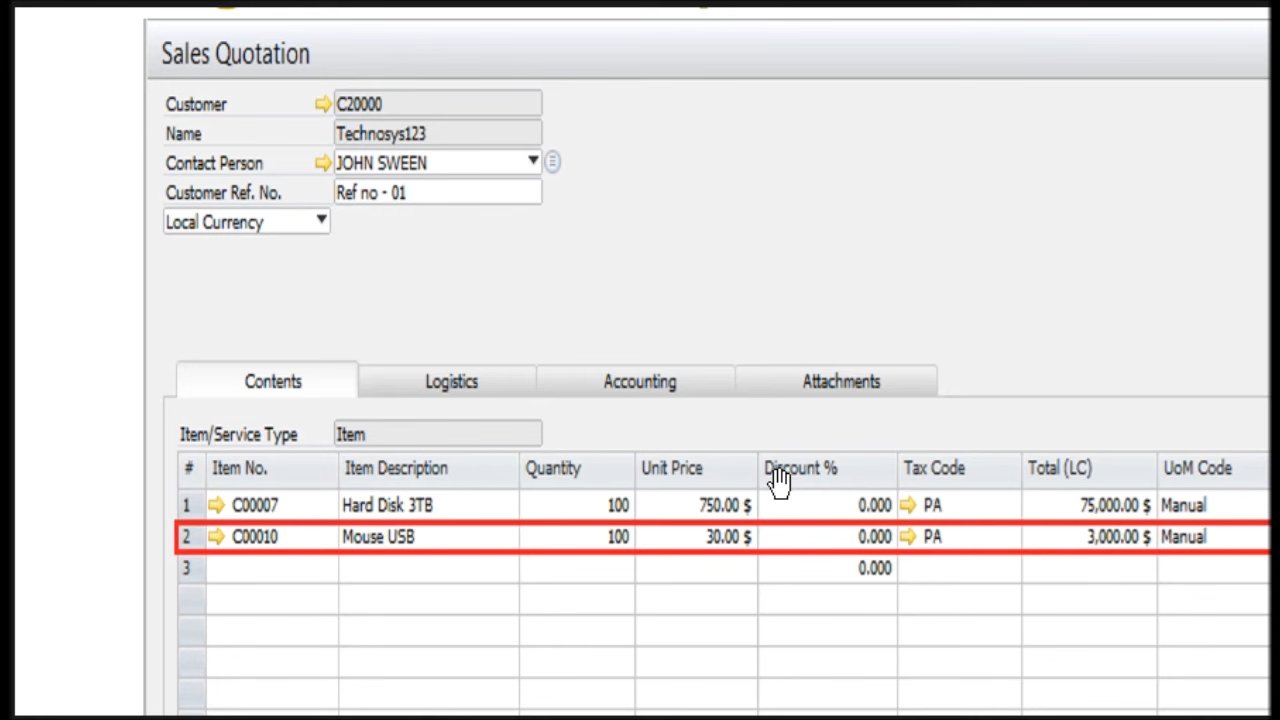 Sales Quotation
Customer C20000
Name Technosys123
Contact Person JOHN SWEEN
Customer Ref. No. Ref no - 01
Local Currency
Contents Logistics Accounting Attachments
Item/Service Type Item
# Item No. Item Description Quantity Unit Price Discount % Tax Code Total (LC) UoM Code
1 C00007 Hard Disk 3TB 100 750.00 $ 0.000 PA 75,000.00 $ Manual
2 C00010 Mouse USB 100 30.00 $ 0.000 PA 3,000.00 $ Manual
3 0.000